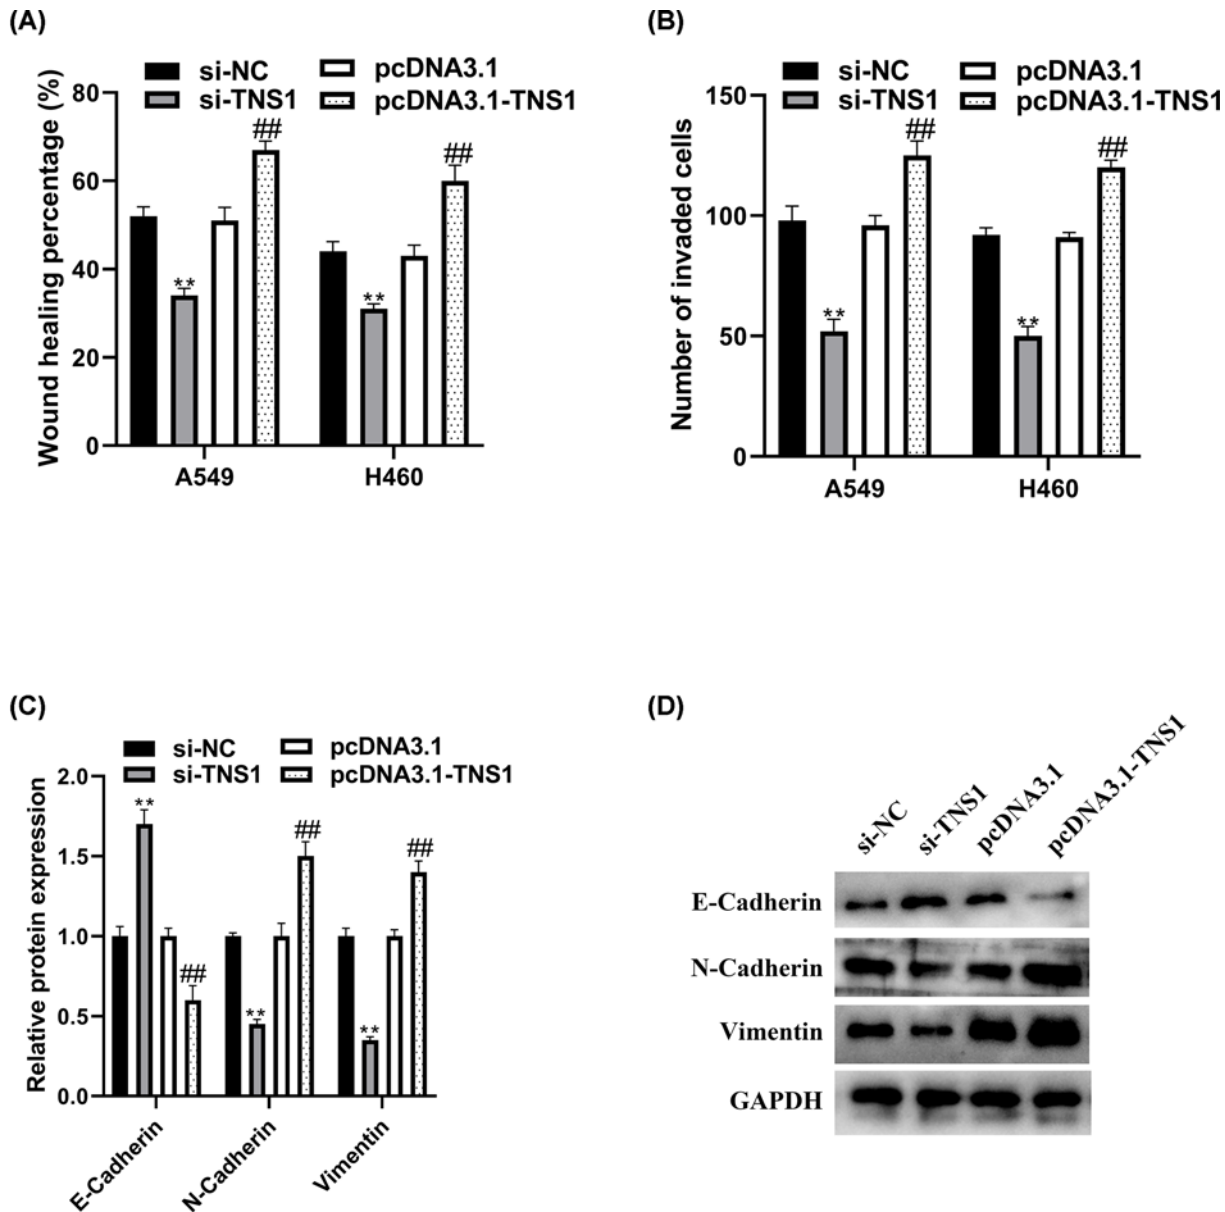 (A)
si-NC
pcDNA3.1
si-TNS1
pcDNA3.1-TNS1
Wound healing percentage (%)
80
60
40
20
0
##
##
**
**
A549
H460
(B)
si-NC
pcDNA3.1
si-TNS1
pcDNA3.1-TNS1
Number of invaded cells
150
100
50
0
##
##
**
**
A549
H460
(C)
si-NC
pcDNA3.1
si-TNS1
pcDNA3.1-TNS1
Relative protein expression
2.0
1.5
1.0
0.5
0.0
**
##
**
##
**
##
E-Cadherin
N-Cadherin
Vimentin
(D)
si-NC
si-TNS1
pcDNA3.1
pcDNA3.1-TNS1
E-Cadherin
N-Cadherin
Vimentin
GAPDH